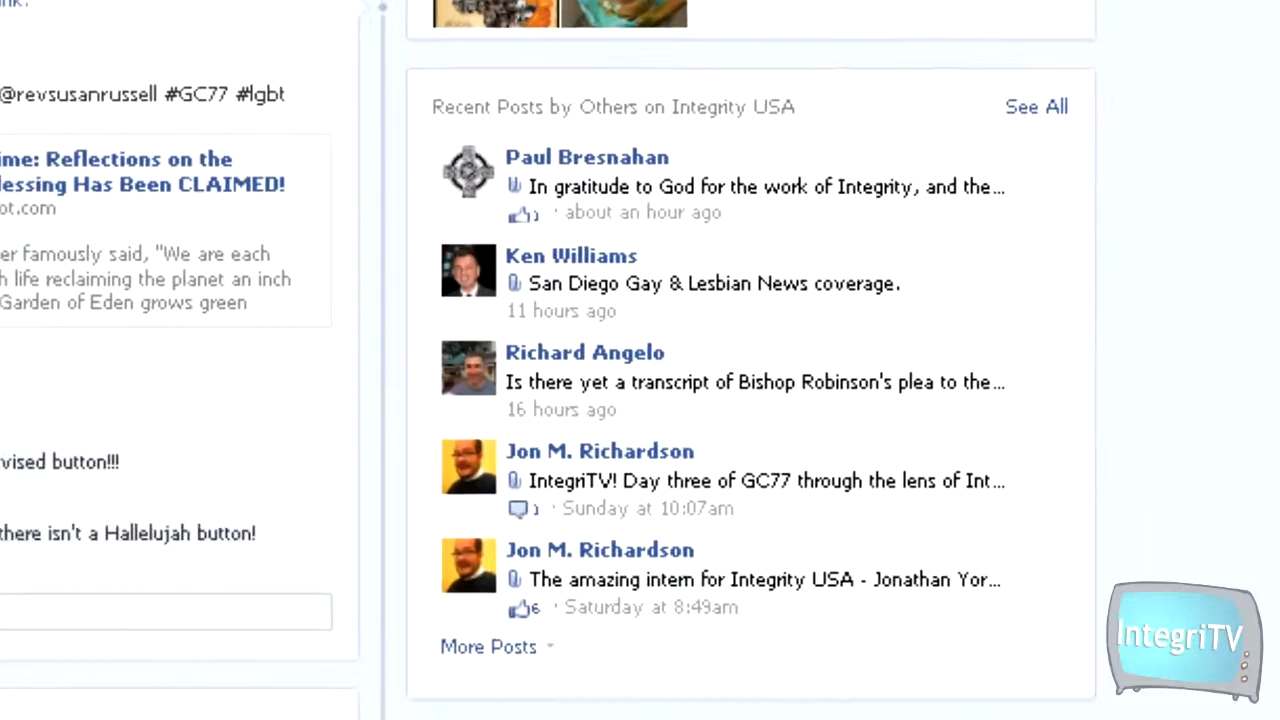 @revsusanrussell #GC77 #lgbt
ime: Reflections on the
lessing Has Been CLAIMED!
ot.com
er famously said, "We are each
h life reclaiming the planet an inch
Garden of Eden grows green
vised button!!!
there isn't a Hallelujah button!
Recent Posts by Others on Integrity USA
See All
Paul Bresnahan
In gratitude to God for the work of Integrity, and the...
· about an hour ago
Ken Williams
San Diego Gay & Lesbian News coverage.
11 hours ago
Richard Angelo
Is there yet a transcript of Bishop Robinson's plea to the...
16 hours ago
Jon M. Richardson
IntegriTV! Day three of GC77 through the lens of Int...
1 · Sunday at 10:07am
Jon M. Richardson
The amazing intern for Integrity USA - Jonathan Yor...
6 · Saturday at 8:49am
More Posts
IntegriTV